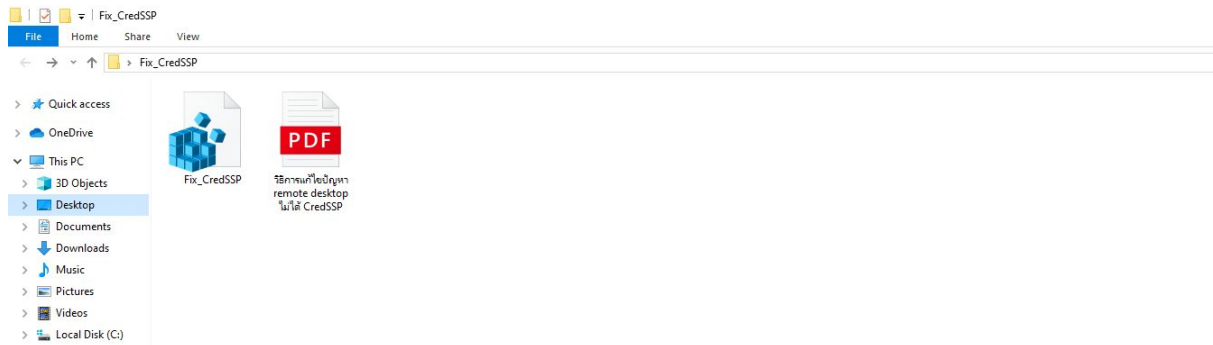 Fix_CredSSP
File Home Share View
Fix_CredSSP
Quick access
OneDrive
This PC
3D Objects
Desktop
Documents
Downloads
Music
Pictures
Videos
Local Disk (C:)
Fix_CredSSP
PDF
วิธีการแก้ไขปัญหา
remote desktop
ไม่ได้ CredSSP